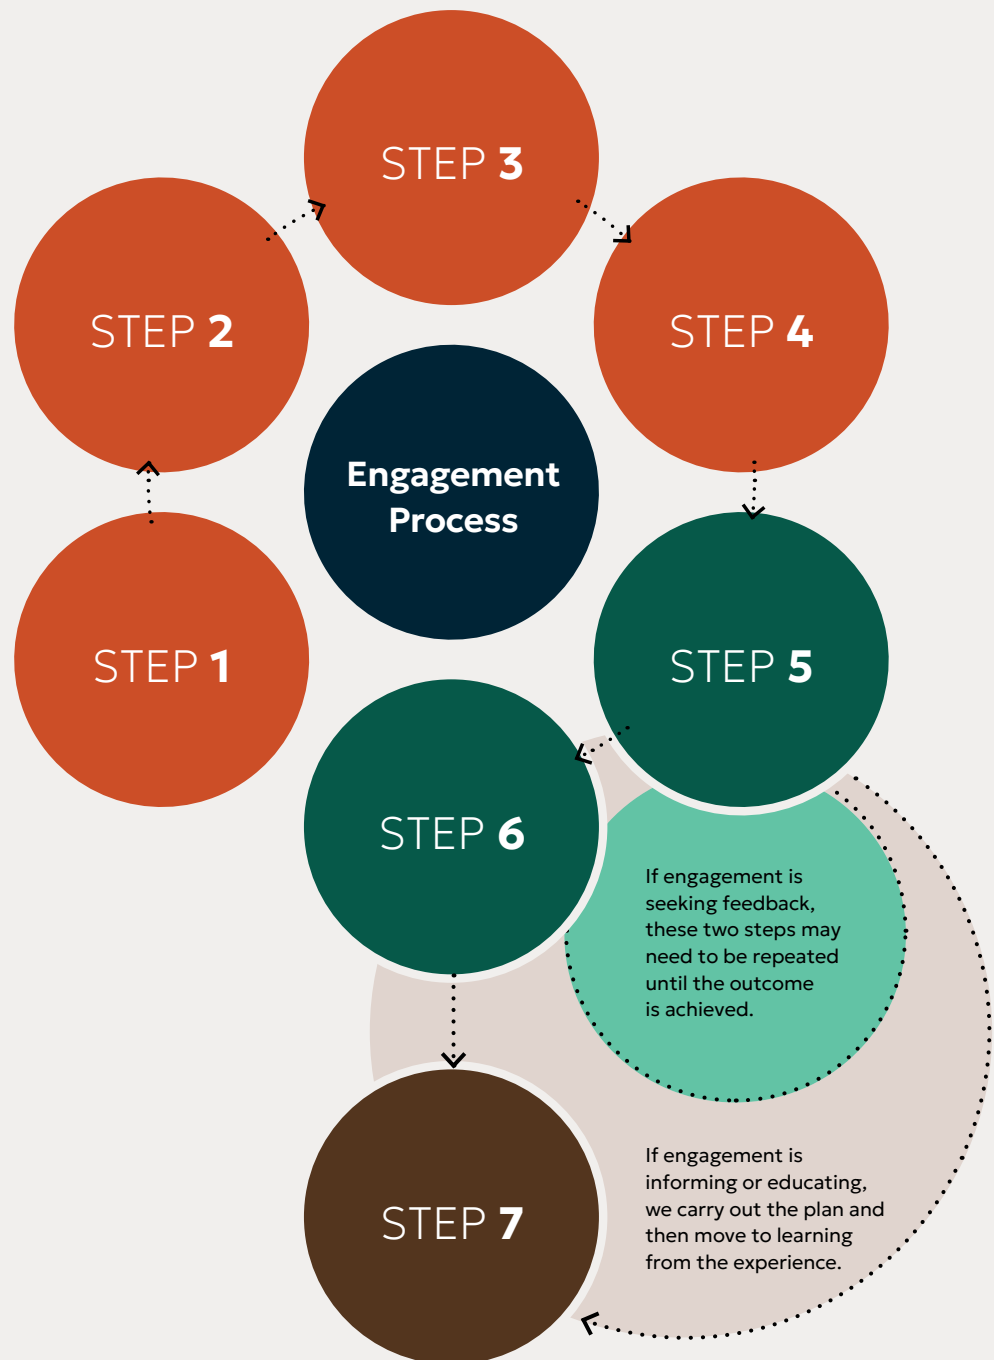 STEP 3
STEP 2
STEP 4
Engagement
Process
STEP 1
STEP 5
STEP 6
If engagement is
seeking feedback,
these two steps may
need to be repeated
until the outcome
is achieved.
If engagement is
informing or educating,
we carry out the plan and
then move to learning
from the experience.
STEP 7